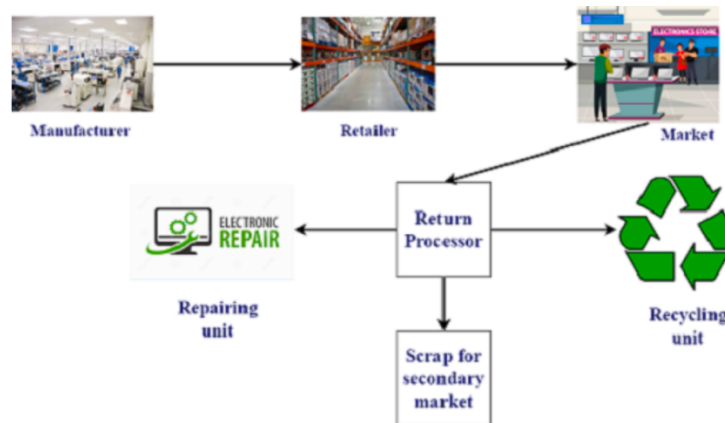 ELECTRONICS STORE
Manufacturer
Retailer
Market
ELECTRONIC
REPAIR
Return
Processor
Repairing
unit
Recycling
unit
Scrap for
secondary
market